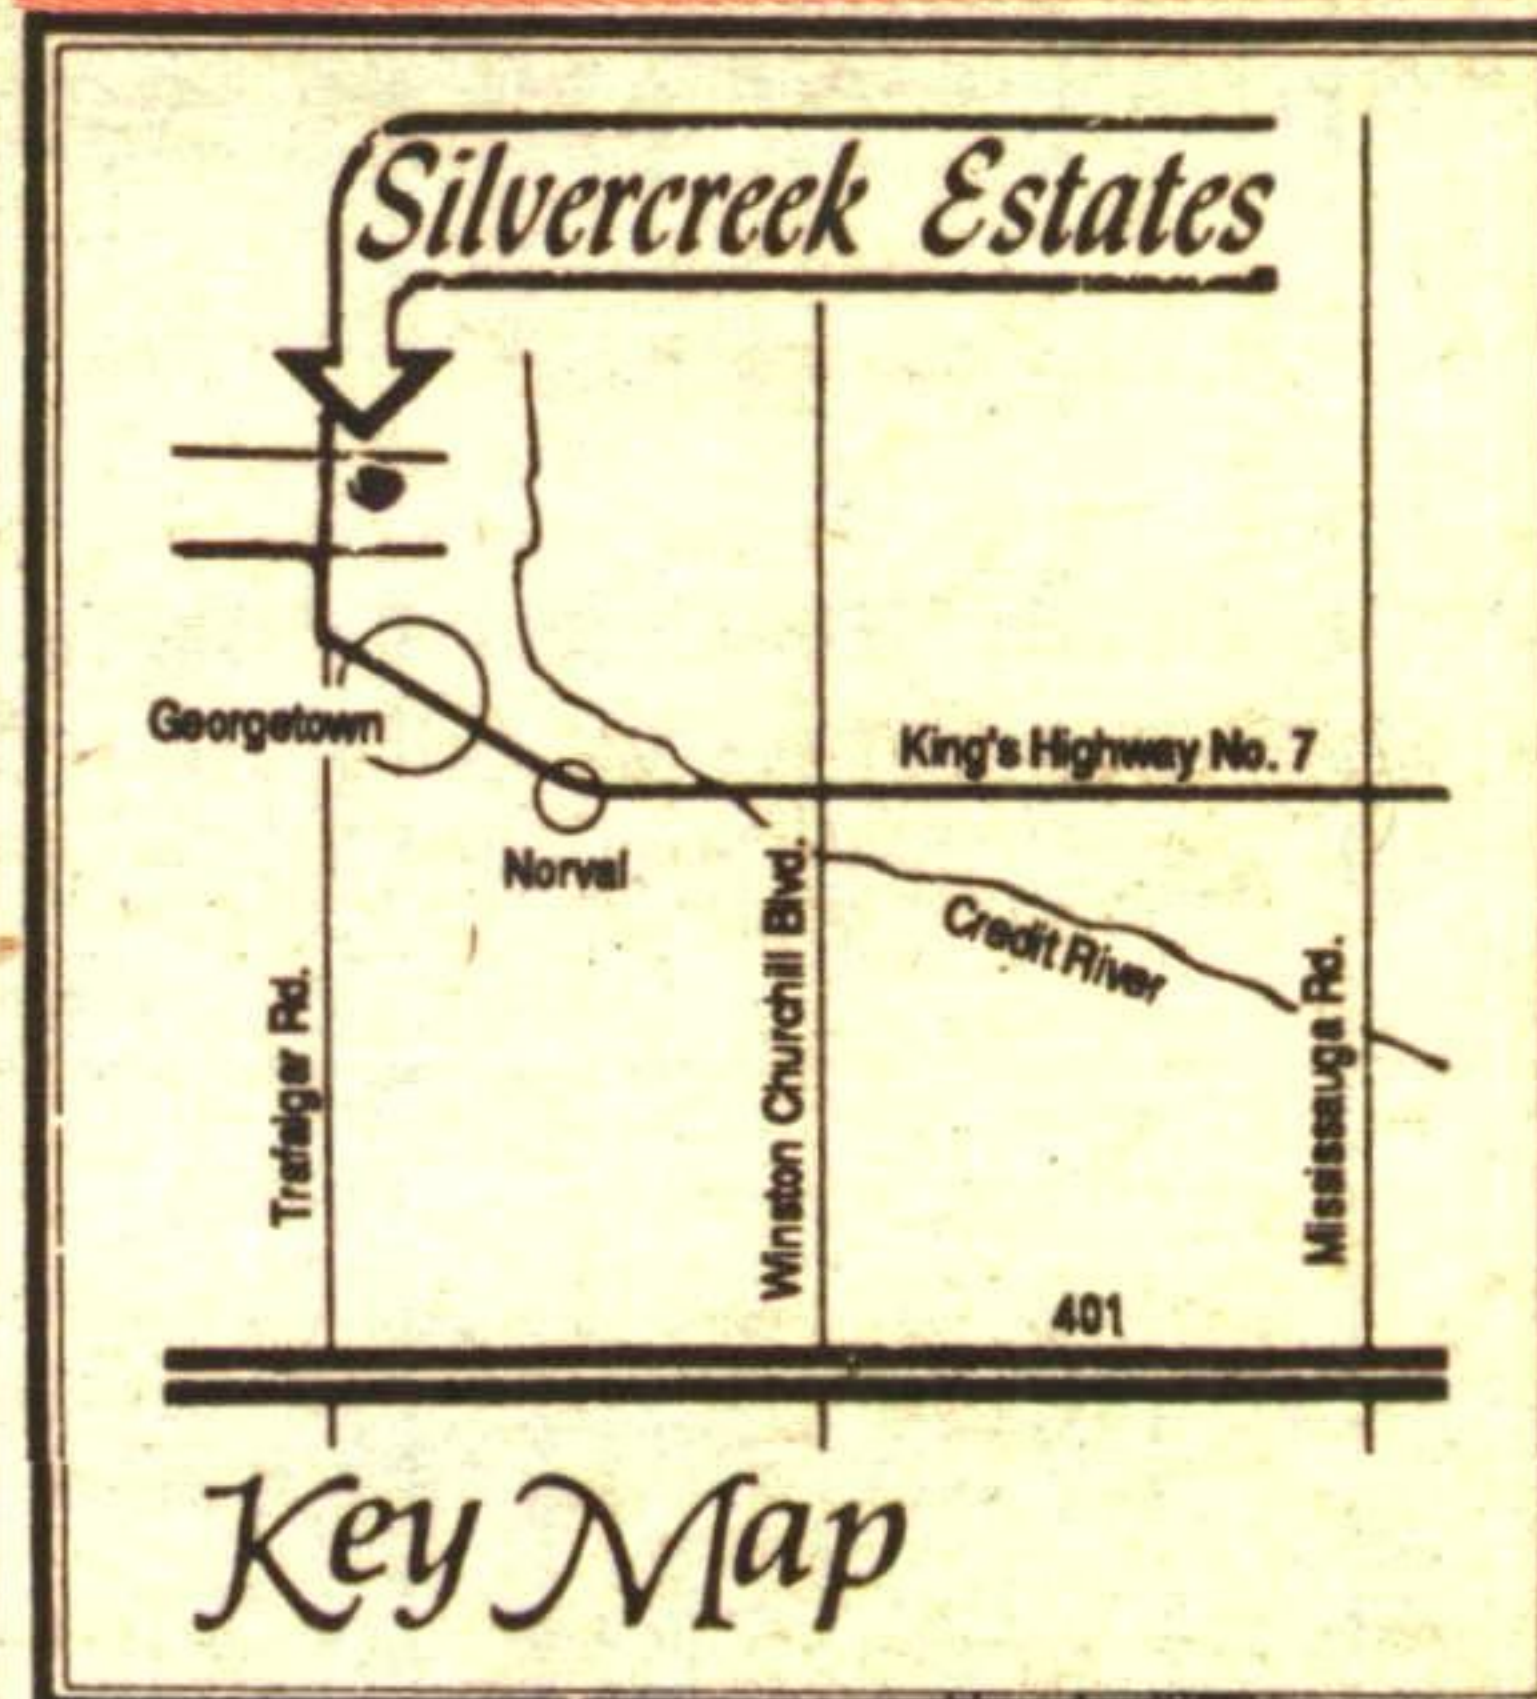 Silvercreek Estates
Georgetown
King's Highway No. 7
Norval
Credit River
Trafalgar Rd.
Winston Churchill Blvd.
Mississauga Rd.
401
Key Map